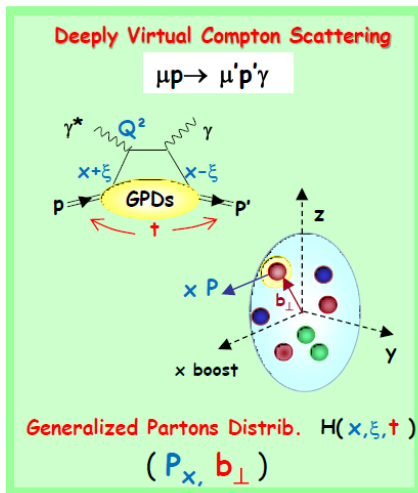 Deeply Virtual Compton Scattering
μp→ μ'p'γ
γ* Q² γ
x+ξ x-ξ
p GPDs P'
t
z
x P b⊥
y
x boost
Generalized Partons Distrib. H(x,ξ,t)
(Px, b⊥)